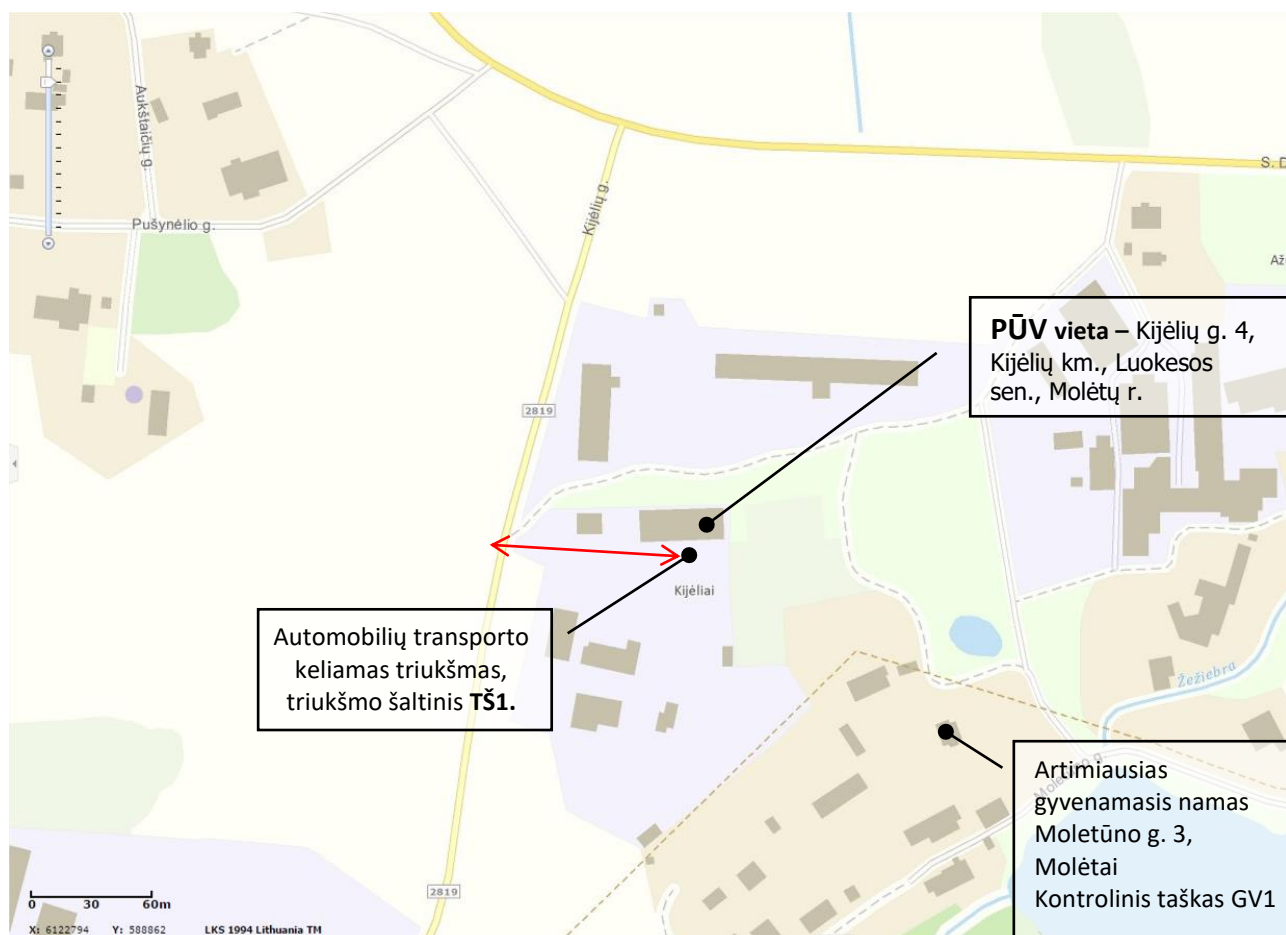 Aukštaičių g.
Pušynėlio g.
Kijėlių g.
S. D
Až
PŪV vieta – Kijėlių g. 4,
Kijėlių km., Luokesos
sen., Molėtų r.
2819
Kijėliai
Automobilių transporto
keliamas triukšmas,
triukšmo šaltinis TŠ1.
Žežiebra
Artimiausias
gyvenamasis namas
Moletūno g. 3,
Molėtai
Kontrolinis taškas GV1
2819
0 30 60m
X: 6122794 Y: 588862 LKS 1994 Lithuania TM